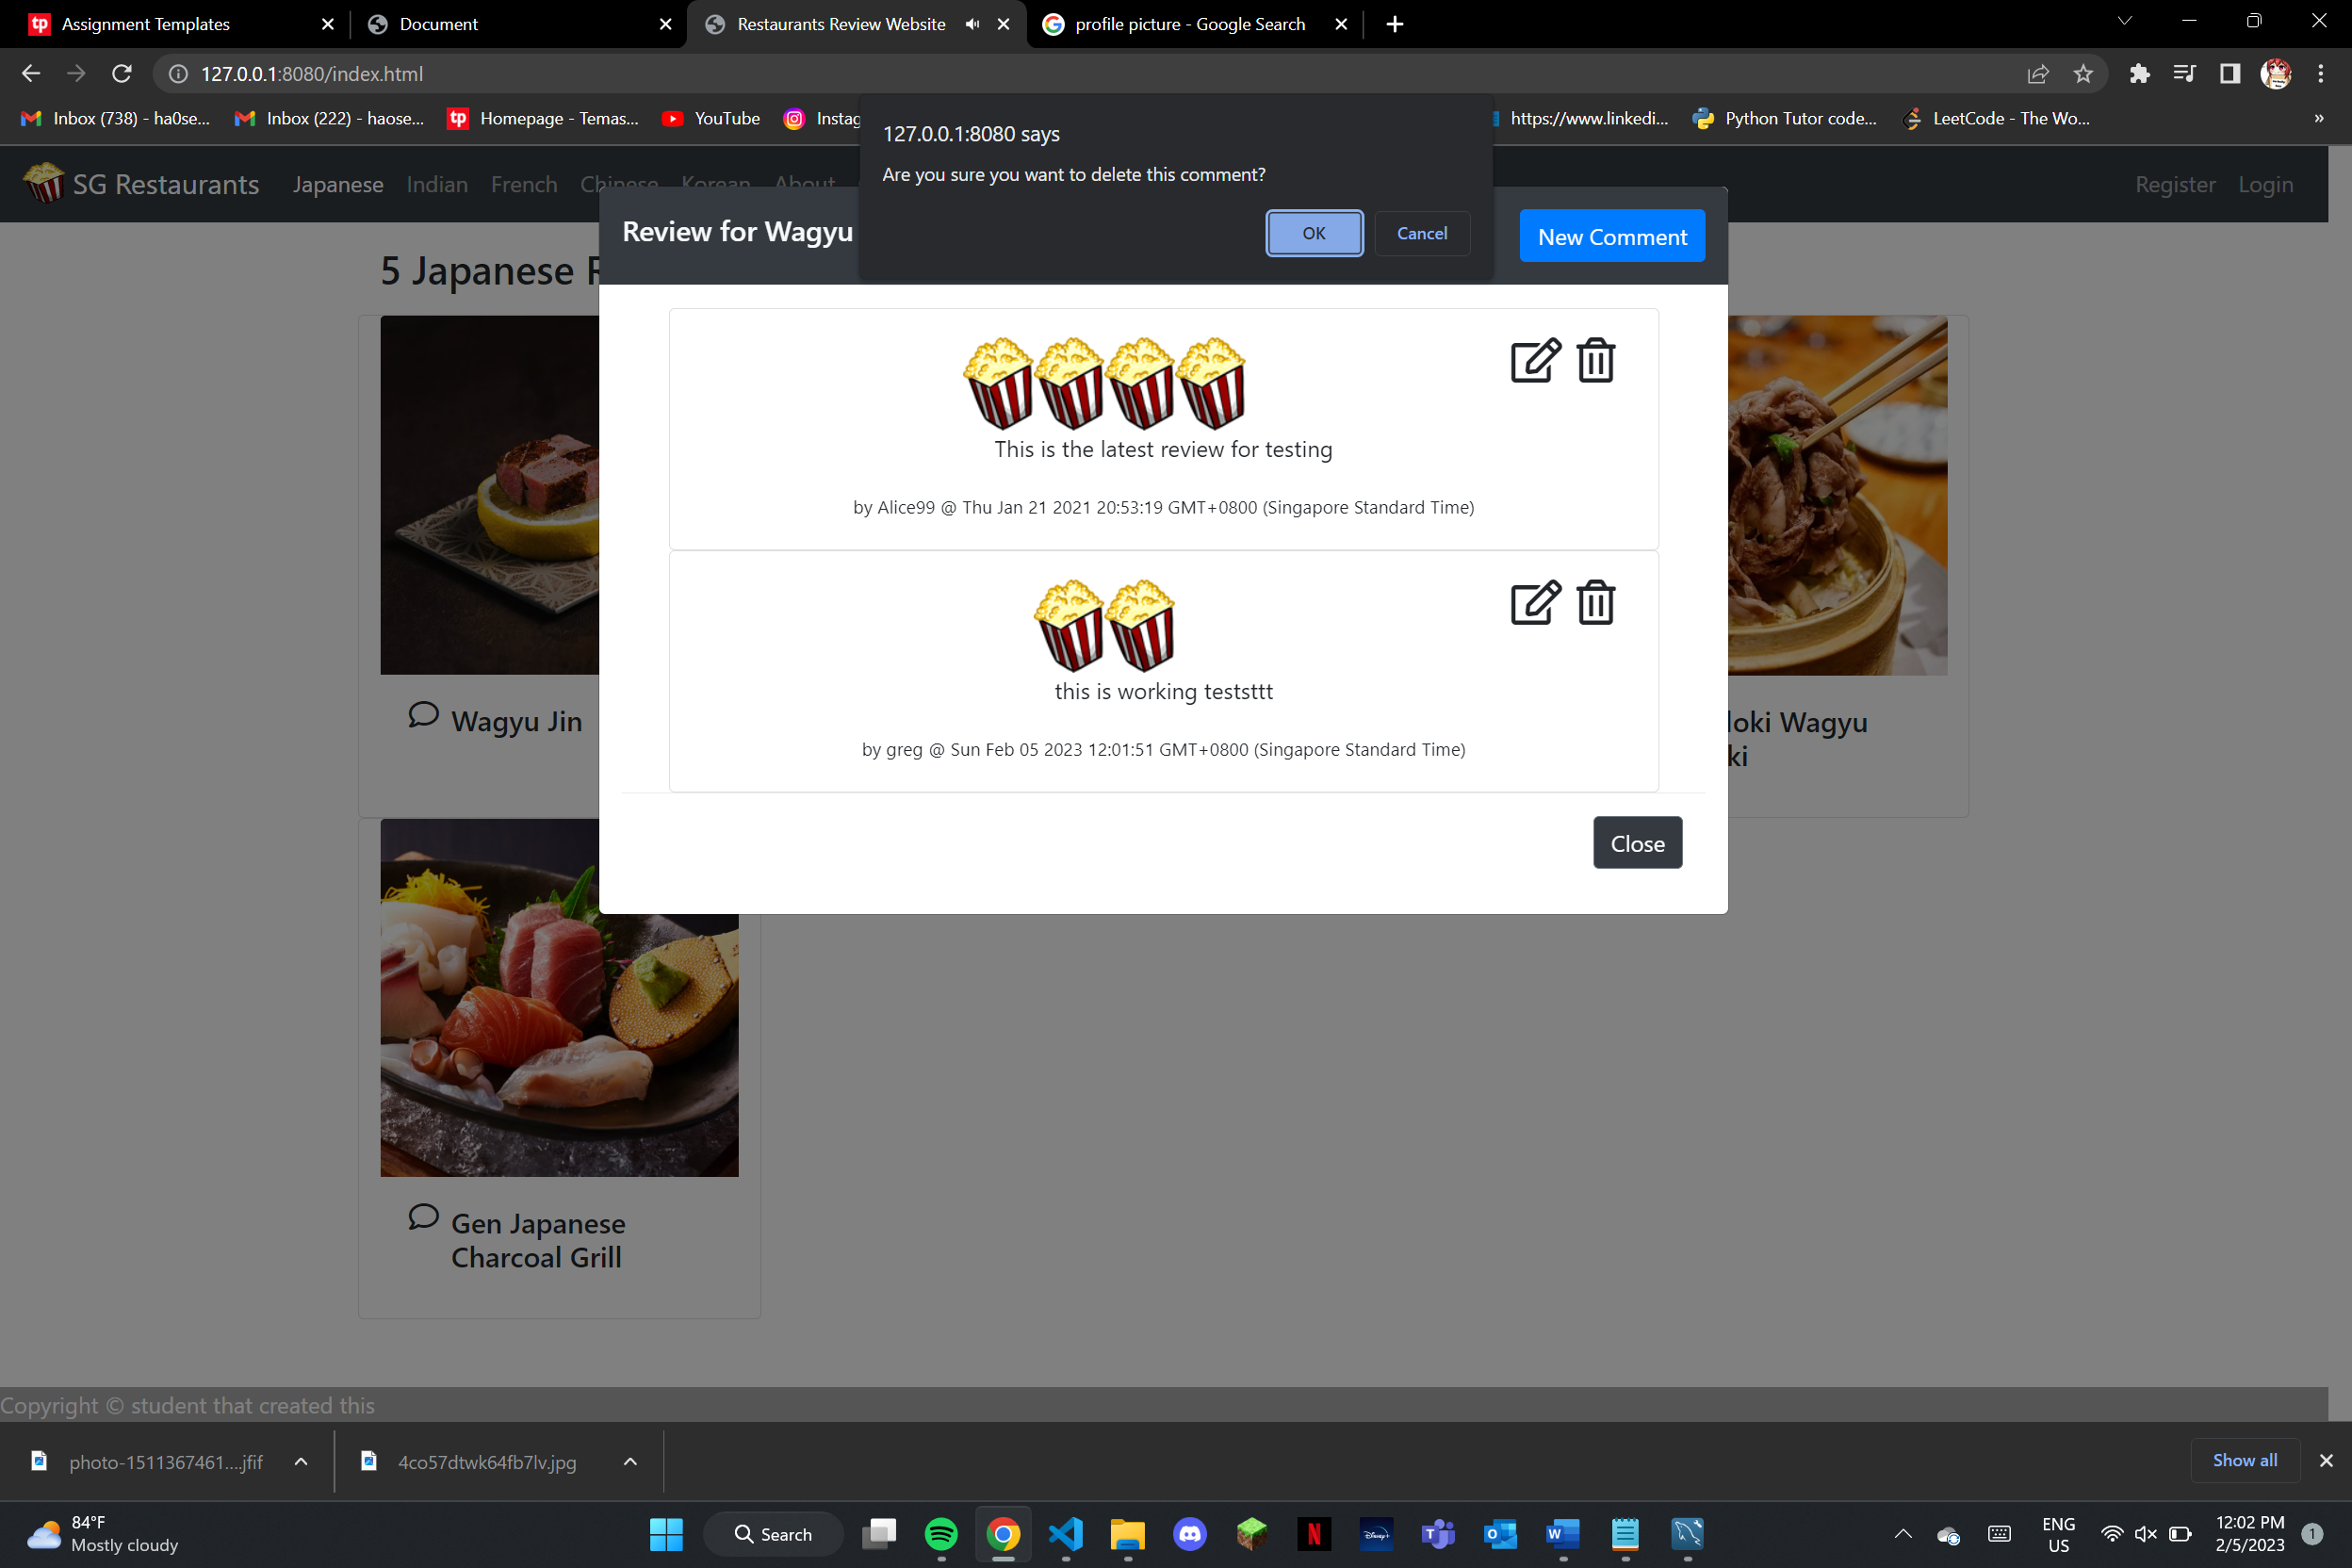 Assignment Templates
Document
Restaurants Review Website
profile picture - Google Search
127.0.0.1:8080/index.html
Inbox (738) - ha0se...
Inbox (222) - haose...
tp
Homepage - Temas...
YouTube
Instag
https://www.linkedi...
Python Tutor code...
LeetCode - The Wo...
»
127.0.0.1:8080 says
Are you sure you want to delete this comment?
OK
Cancel
SG Restaurants
Japanese
Indian
French
Chinese
Korean
About
Register
Login
Review for Wagyu
New Comment
5 Japanese R
This is the latest review for testing
by Alice99 @ Thu Jan 21 2021 20:53:19 GMT+0800 (Singapore Standard Time)
this is working teststtt
by greg @ Sun Feb 05 2023 12:01:51 GMT+0800 (Singapore Standard Time)
Close
Wagyu Jin
loki Wagyu
ki
Gen Japanese
Charcoal Grill
Copyright © student that created this
photo-1511367461....jfif
4co57dtwk64fb7lv.jpg
Show all
84°F
Mostly cloudy
Search
ENG
US
12:02 PM
2/5/2023
1